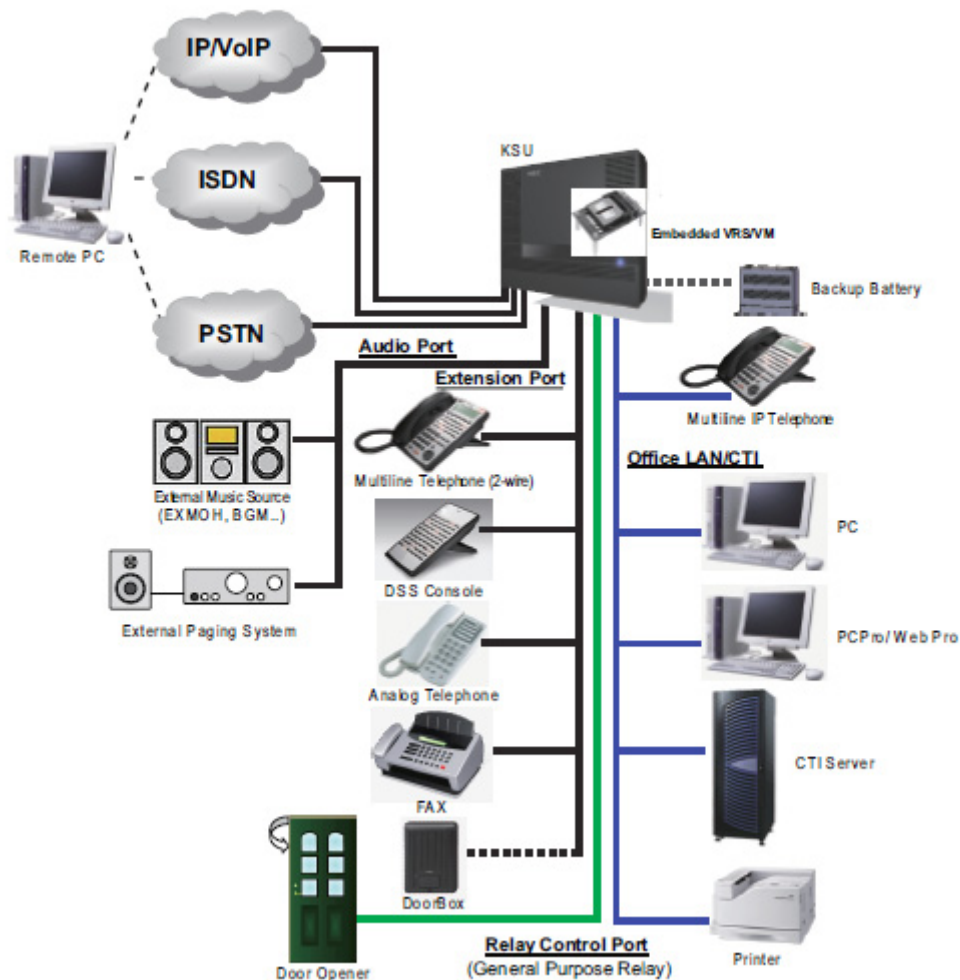 IP/VoIP
ISDN
PSTN
Remote PC
KSU
Embedded VRS/VM
Backup Battery
Audio Port
Extension Port
Multiline IP Telephone
Multiline Telephone (2-wire)
External Music Source
(EXMOH, BGM...)
Office LAN/CTI
PC
DSS Console
External Paging System
PCPro/Web Pro
Analog Telephone
CTI Server
FAX
DoorBox
Door Opener
Relay Control Port
(General Purpose Relay)
Printer